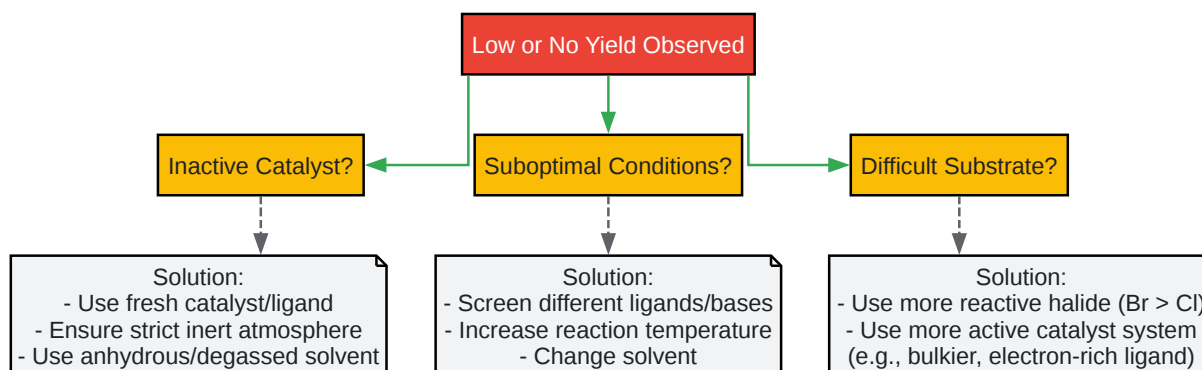 Low or No Yield Observed
Inactive Catalyst?
Suboptimal Conditions?
Difficult Substrate?
Solution:
- Use fresh catalyst/ligand
- Ensure strict inert atmosphere
- Use anhydrous/degassed solvent
Solution:
- Screen different ligands/bases
- Increase reaction temperature
- Change solvent
Solution:
- Use more reactive halide (Br > Cl)
- Use more active catalyst system
(e.g., bulkier, electron-rich ligand)